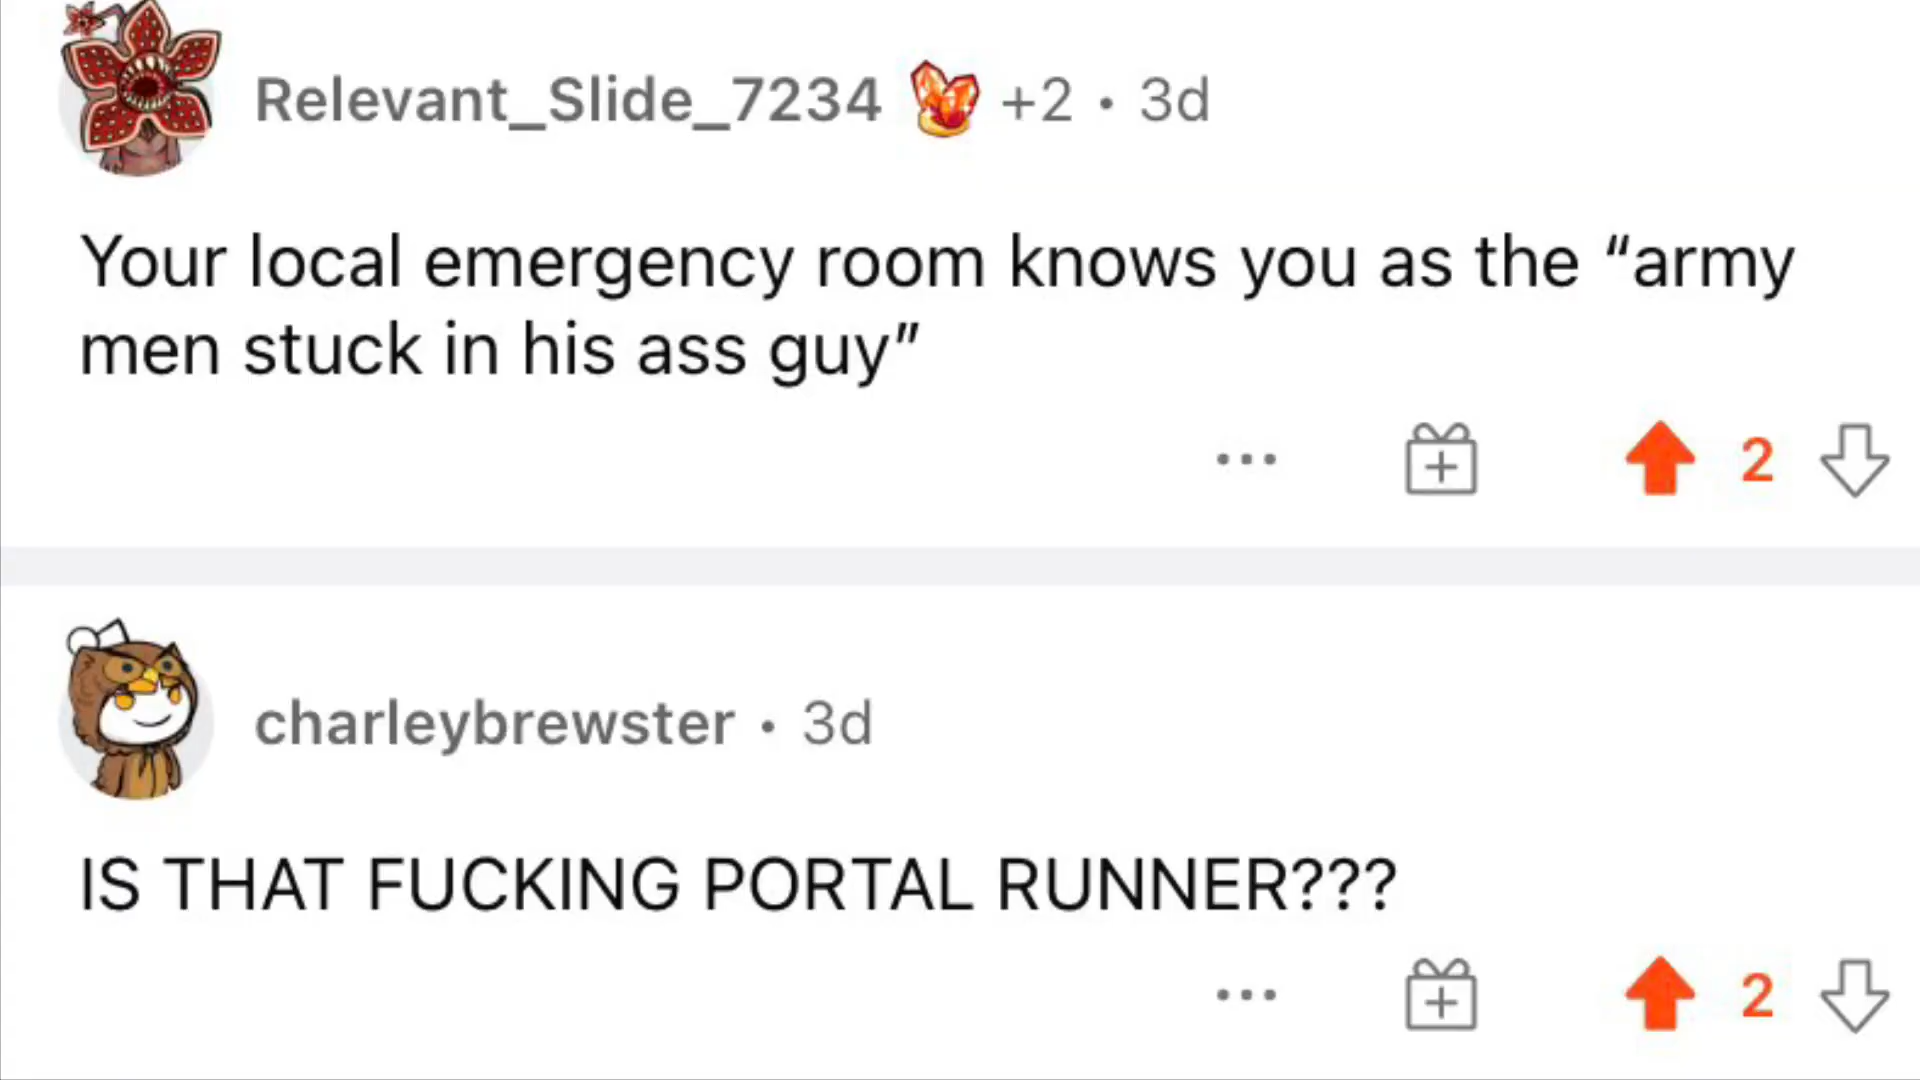 Relevant_Slide_7234 +2 • 3d
Your local emergency room knows you as the “army
men stuck in his ass guy”
2
charleybrewster • 3d
IS THAT FUCKING PORTAL RUNNER???
2